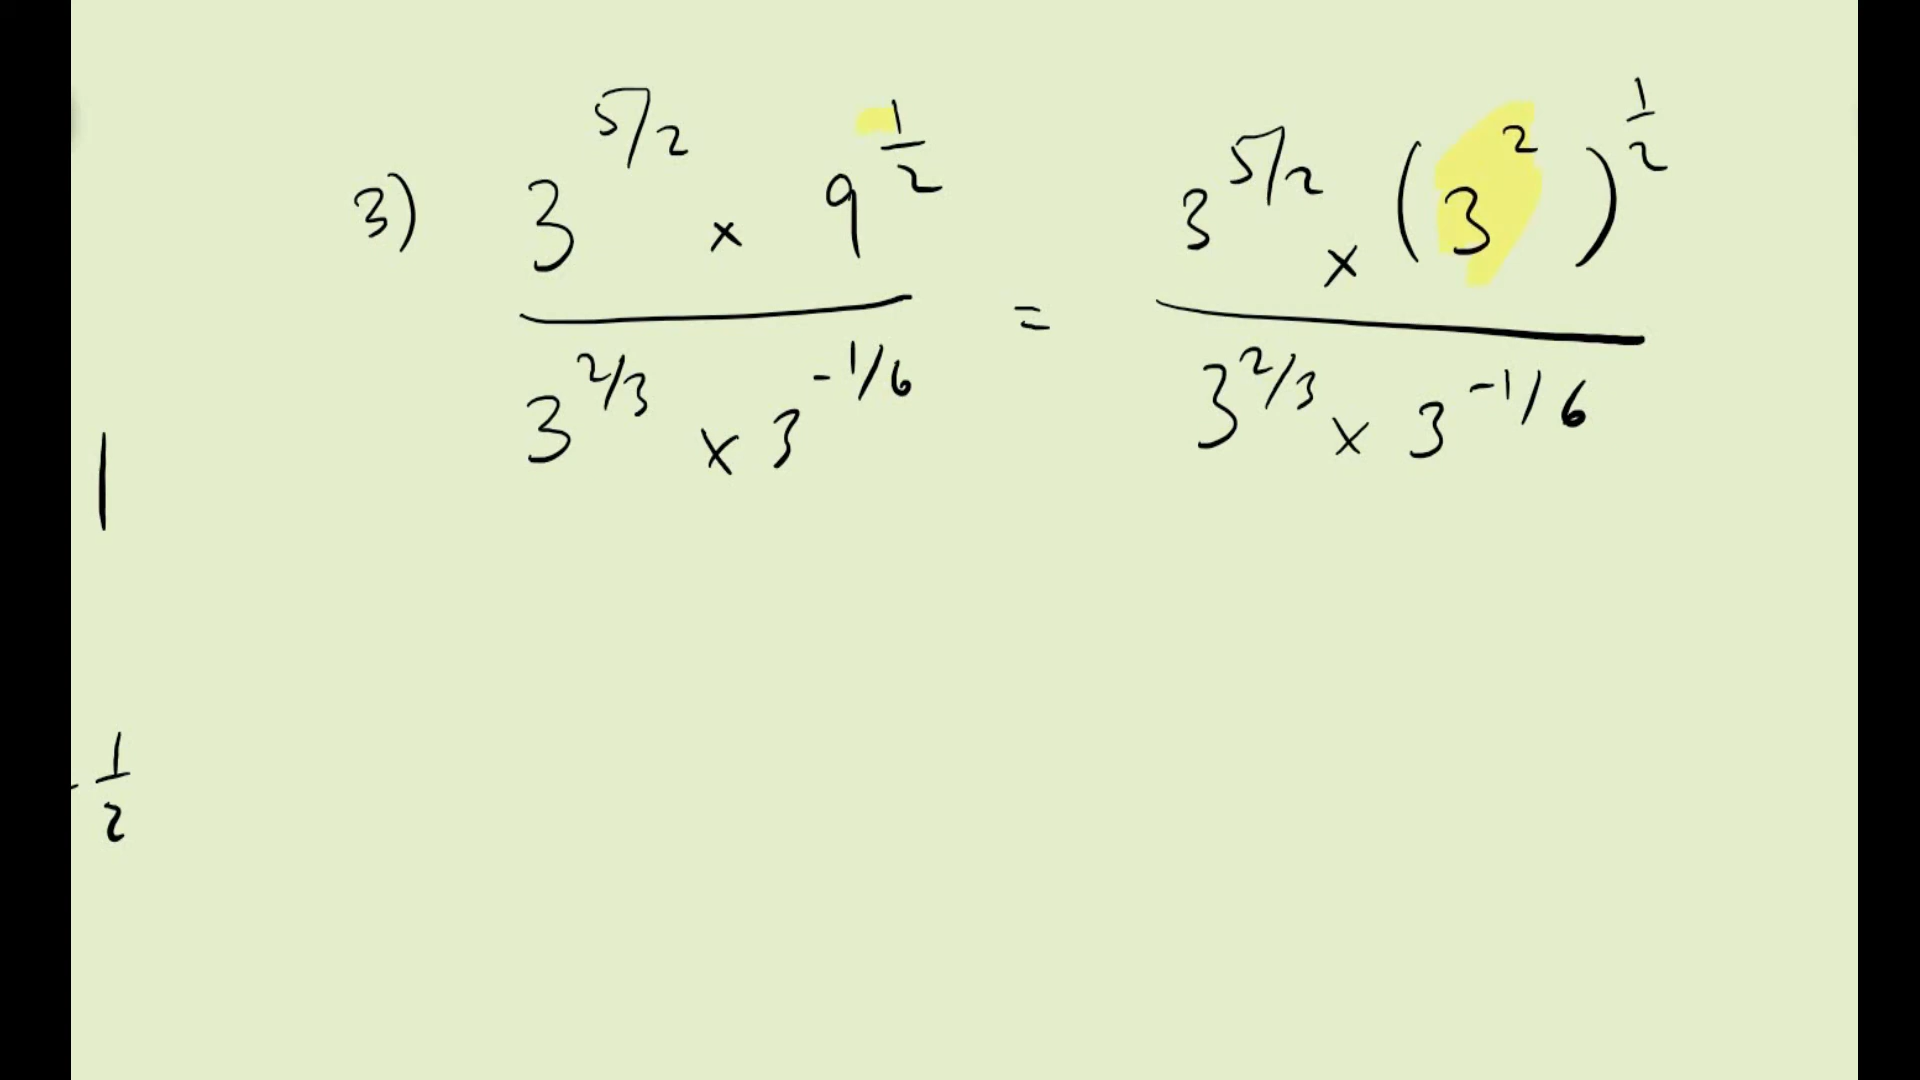 3) 3^{5/2} × 9^{1/2} = 3^{5/2} × (3^2)^{1/2}
3^{2/3} × 3^{-1/6} 3^{2/3} × 3^{-1/6}
1
- 1/2